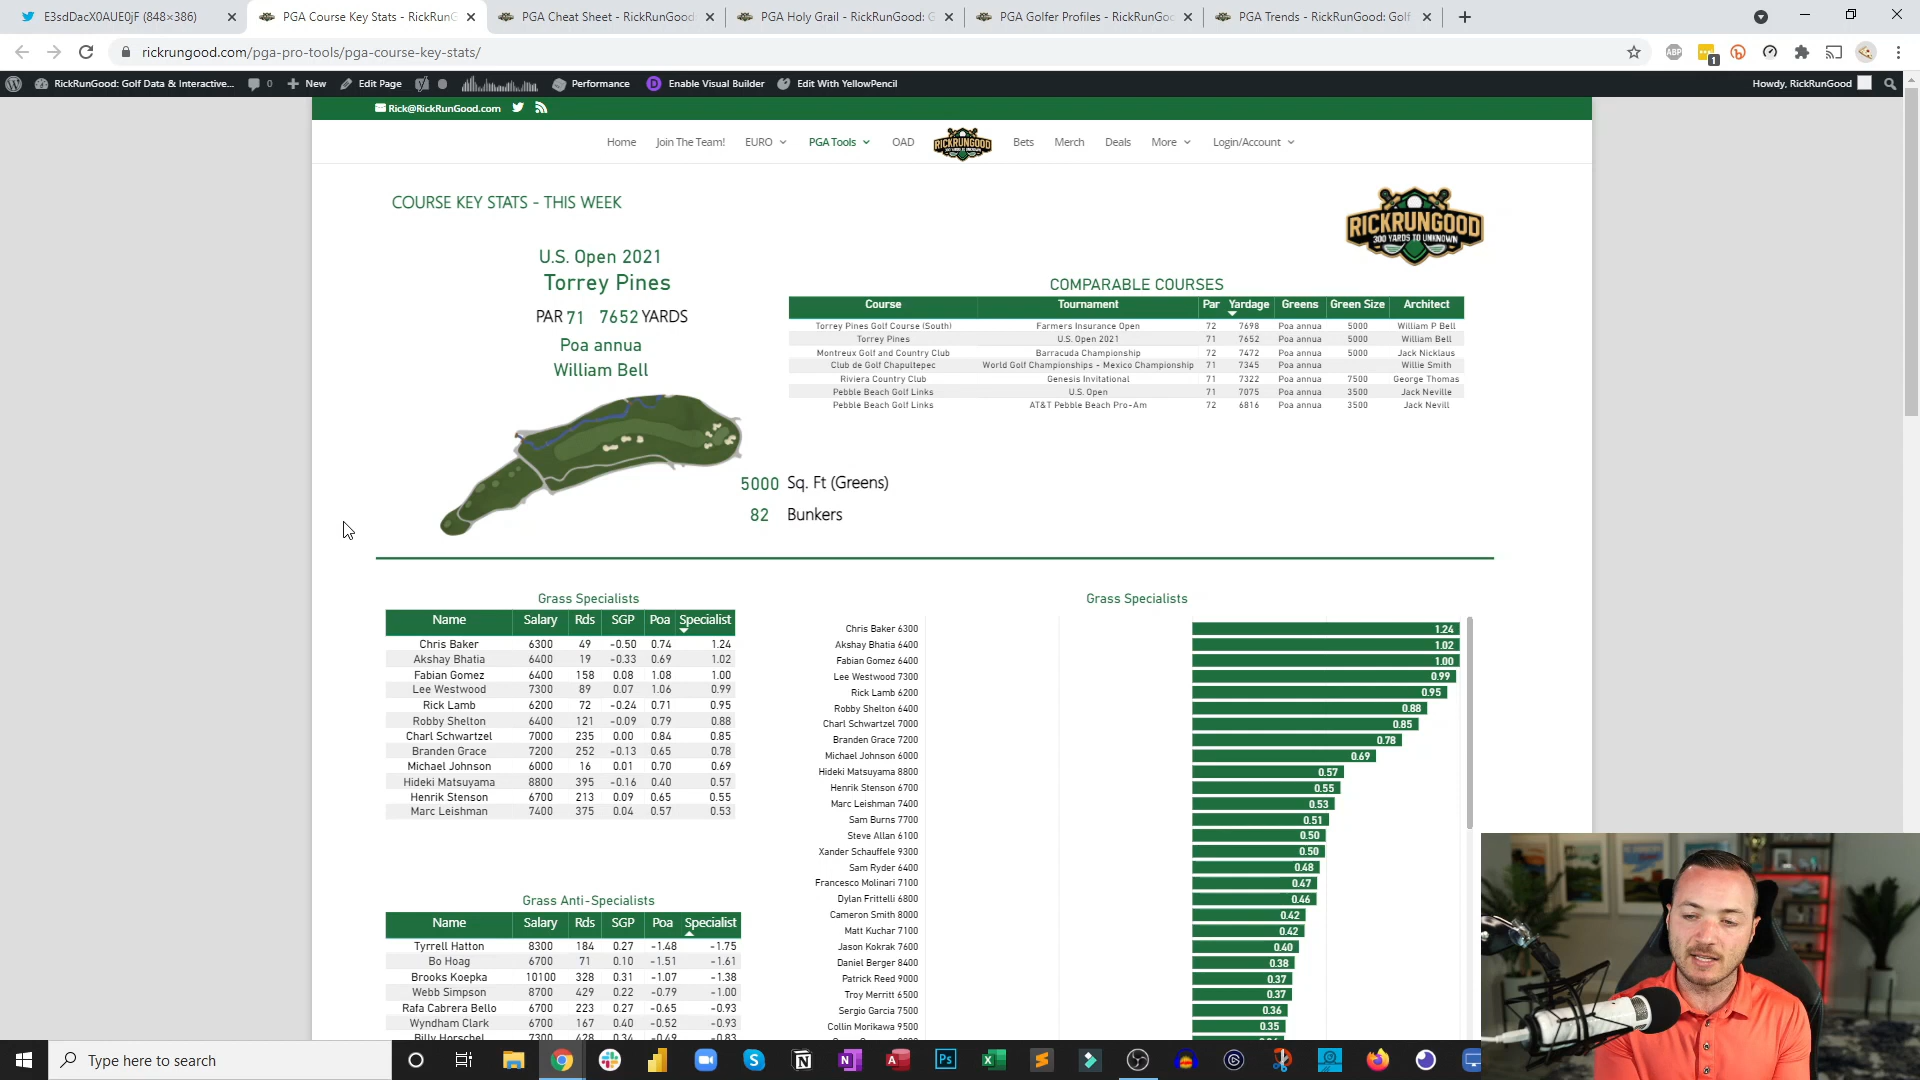 E3sdDacX0AUE0jF (848×386)
PGA Course Key Stats - RickRunG
PGA Cheat Sheet - RickRunGood
PGA Holy Grail - RickRunGood: G
PGA Golfer Profiles - RickRunGoo
PGA Trends - RickRunGood: Golf
rickrungood.com/pga-pro-tools/pga-course-key-stats/
ABP
1
RickRunGood: Golf Data & Interactive...
0
New
Edit Page
Performance
Enable Visual Builder
Edit With YellowPencil
Howdy, RickRunGood
Rick@RickRunGood.com
Home
Join The Team!
EURO
PGA Tools
OAD
RICKRUNGOOD
Bets
Merch
Deals
More
Login/Account
COURSE KEY STATS - THIS WEEK
RICKRUNGOOD
300 YARDS TO UNKNOWN
U.S. Open 2021
Torrey Pines
PAR 71 7652 YARDS
Poa annua
William Bell
5000 Sq. Ft (Greens)
82 Bunkers
COMPARABLE COURSES
Course Tournament Par Yardage Greens Green Size Architect
Torrey Pines Golf Course (South) Farmers Insurance Open 72 7698 Poa annua 5000 William P Bell
Torrey Pines U.S. Open 2021 71 7652 Poa annua 5000 William Bell
Montreux Golf and Country Club Barracuda Championship 72 7472 Poa annua 5000 Jack Nicklaus
Club de Golf Chapultepec World Golf Championships - Mexico Championship 71 7345 Poa annua Willie Smith
Riviera Country Club Genesis Invitational 71 7322 Poa annua 7500 George Thomas
Pebble Beach Golf Links U.S. Open 71 7075 Poa annua 3500 Jack Neville
Pebble Beach Golf Links AT&T Pebble Beach Pro-Am 72 6816 Poa annua 3500 Jack Nevill
Grass Specialists
Name Salary Rds SGP Poa Specialist
Chris Baker 6300 49 -0.50 0.74 1.24
Akshay Bhatia 6400 19 -0.33 0.69 1.02
Fabian Gomez 6400 158 0.08 1.08 1.00
Lee Westwood 7300 89 0.07 1.06 0.99
Rick Lamb 6200 72 -0.24 0.71 0.95
Robby Shelton 6400 121 -0.09 0.79 0.88
Charl Schwartzel 7000 235 0.00 0.84 0.85
Branden Grace 7200 252 -0.13 0.65 0.78
Michael Johnson 6000 16 0.01 0.70 0.69
Hideki Matsuyama 8800 395 -0.16 0.40 0.57
Henrik Stenson 6700 213 0.09 0.65 0.55
Marc Leishman 7400 375 0.04 0.57 0.53
Grass Anti-Specialists
Name Salary Rds SGP Poa Specialist
Tyrrell Hatton 8300 184 0.27 -1.48 -1.75
Bo Hoag 6700 71 0.10 -1.51 -1.61
Brooks Koepka 10100 328 0.31 -1.07 -1.38
Webb Simpson 8700 429 0.22 -0.79 -1.00
Rafa Cabrera Bello 6700 223 0.27 -0.65 -0.93
Wyndham Clark 6700 167 0.40 -0.52 -0.93
Billy Horschel 7300 428 0.34 -0.49 -0.83
Grass Specialists
Chris Baker 6300 1.24
Akshay Bhatia 6400 1.02
Fabian Gomez 6400 1.00
Lee Westwood 7300 0.99
Rick Lamb 6200 0.95
Robby Shelton 6400 0.88
Charl Schwartzel 7000 0.85
Branden Grace 7200 0.78
Michael Johnson 6000 0.69
Hideki Matsuyama 8800 0.57
Henrik Stenson 6700 0.55
Marc Leishman 7400 0.53
Sam Burns 7700 0.51
Steve Allan 6100 0.50
Xander Schauffele 9300 0.50
Sam Ryder 6400 0.48
Francesco Molinari 7100 0.47
Dylan Frittelli 6800 0.46
Cameron Smith 8000 0.42
Matt Kuchar 7100 0.42
Jason Kokrak 7600 0.40
Daniel Berger 8400 0.38
Patrick Reed 9000 0.37
Troy Merritt 6500 0.37
Sergio Garcia 7500 0.36
Collin Morikawa 9500 0.35
Type here to search